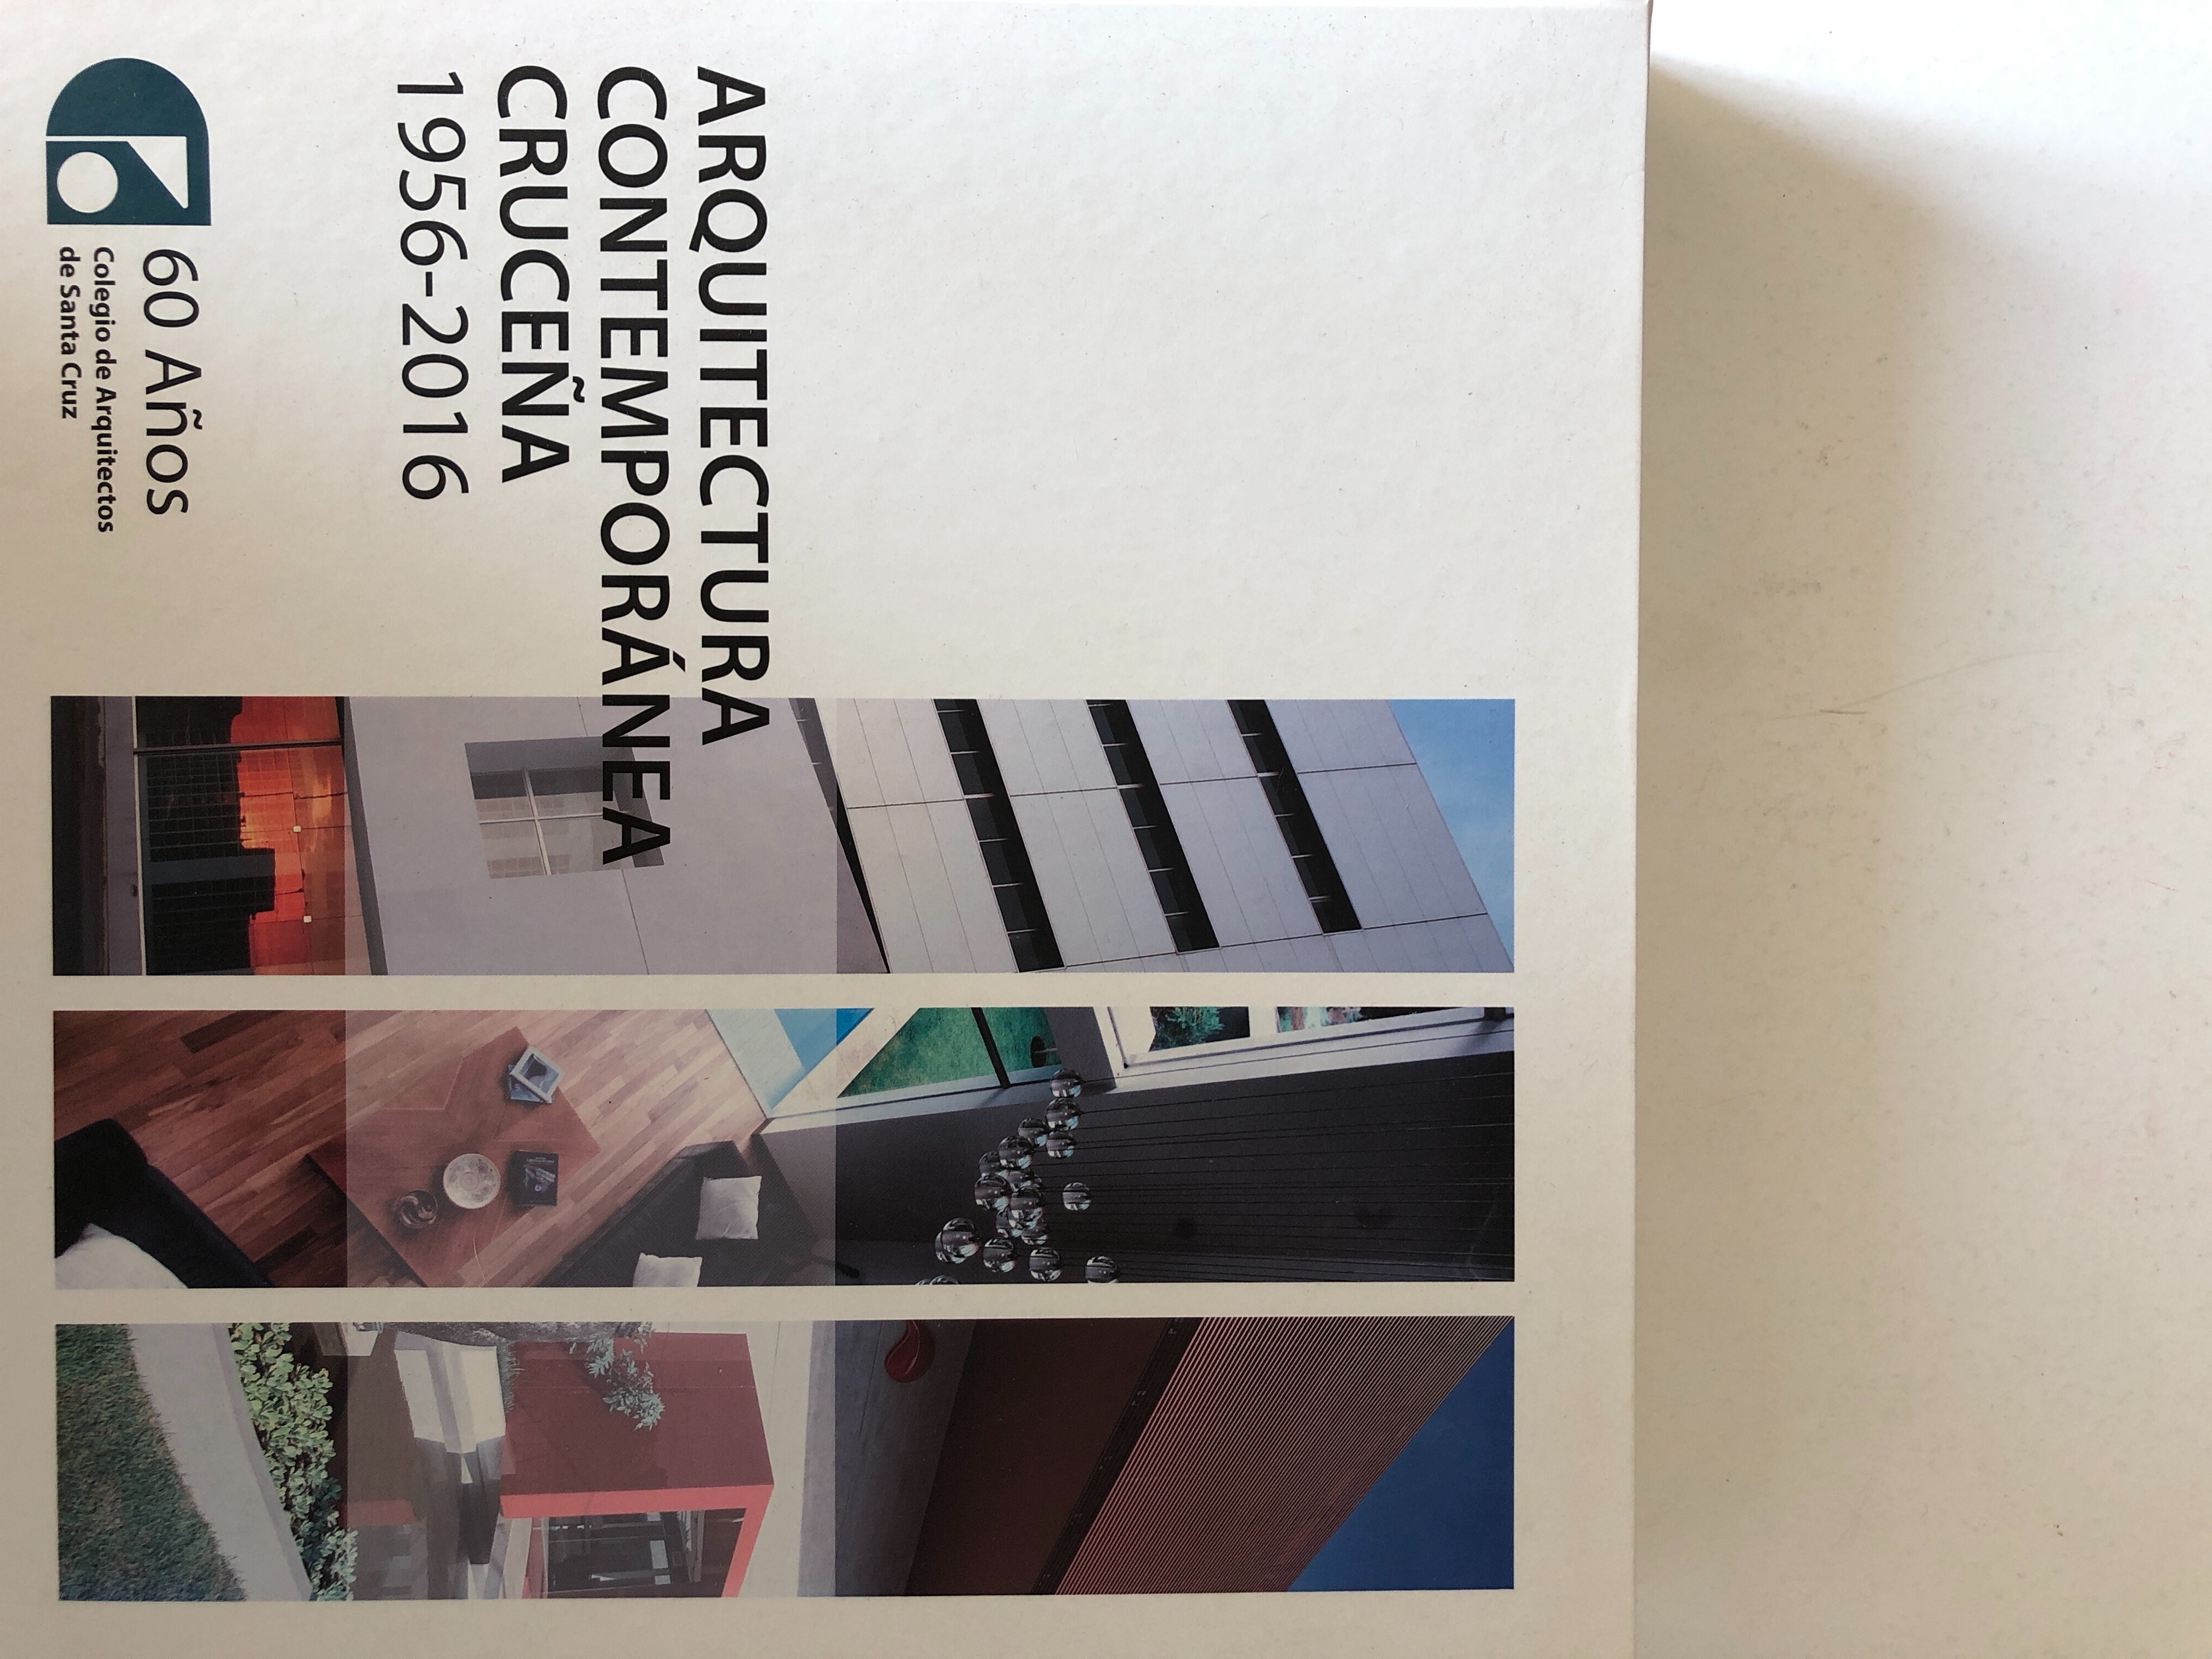 ARQUITECTURA
CONTEMPORÁNEA
CRUCEÑA
1956-2016
60 Años
Colegio de Arquitectos
de Santa Cruz